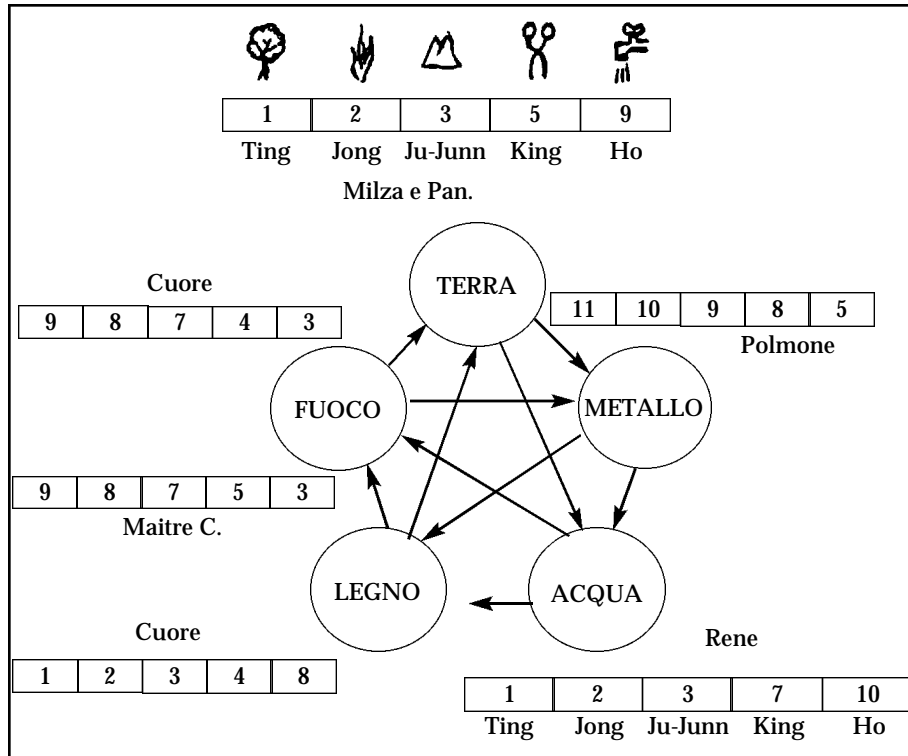 1 2 3 5 9
Ting Jong Ju-Junn King Ho
Milza e Pan.
Cuore
9 8 7 4 3
TERRA
11 10 9 8 5
Polmone
FUOCO
METALLO
9 8 7 5 3
Maitre C.
LEGNO
ACQUA
Cuore
1 2 3 4 8
Rene
1 2 3 7 10
Ting Jong Ju-Junn King Ho